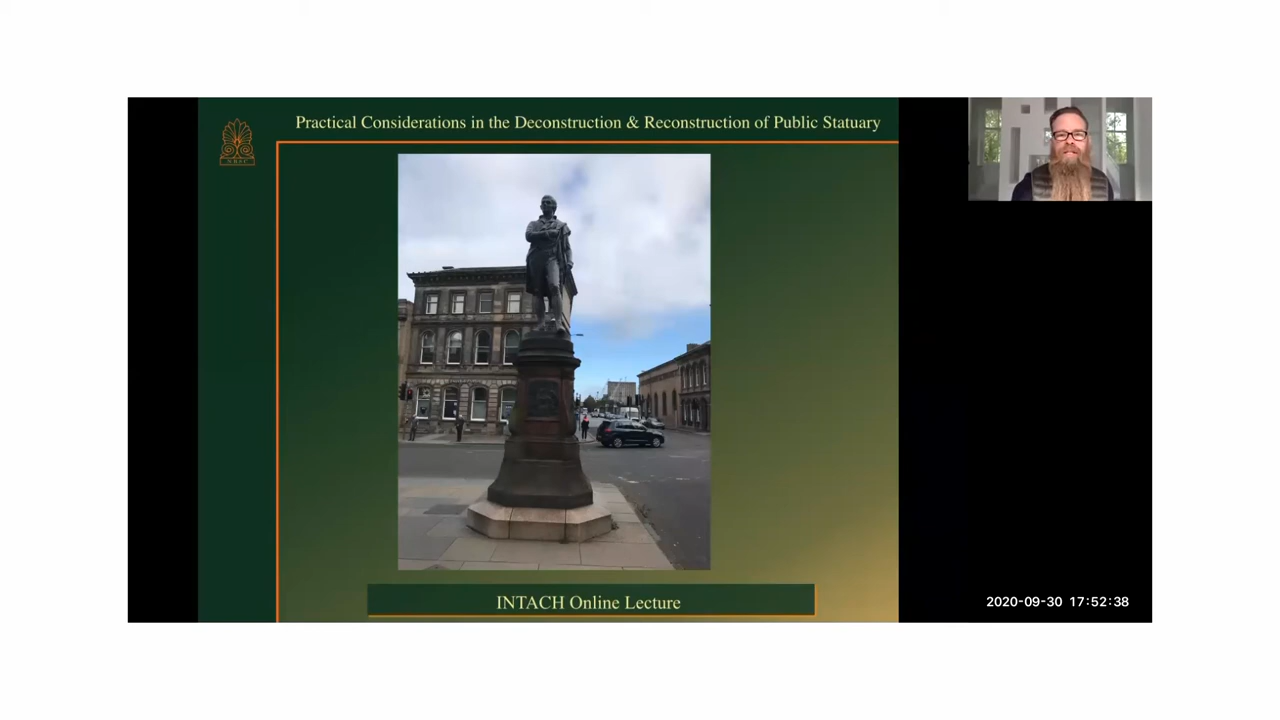 Practical Considerations in the Deconstruction & Reconstruction of Public Statuary
INTACH Online Lecture
2020-09-30 17:52:38